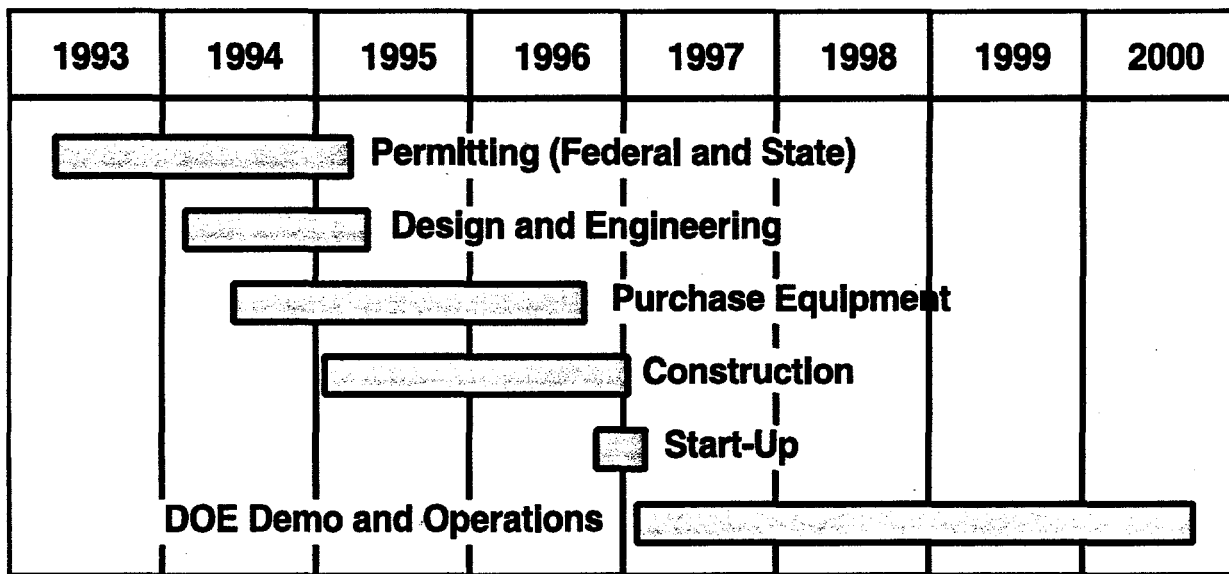 1993 1994 1995 1996 1997 1998 1999 2000
Permitting (Federal and State)
Design and Engineering
Purchase Equipment
Construction
Start-Up
DOE Demo and Operations